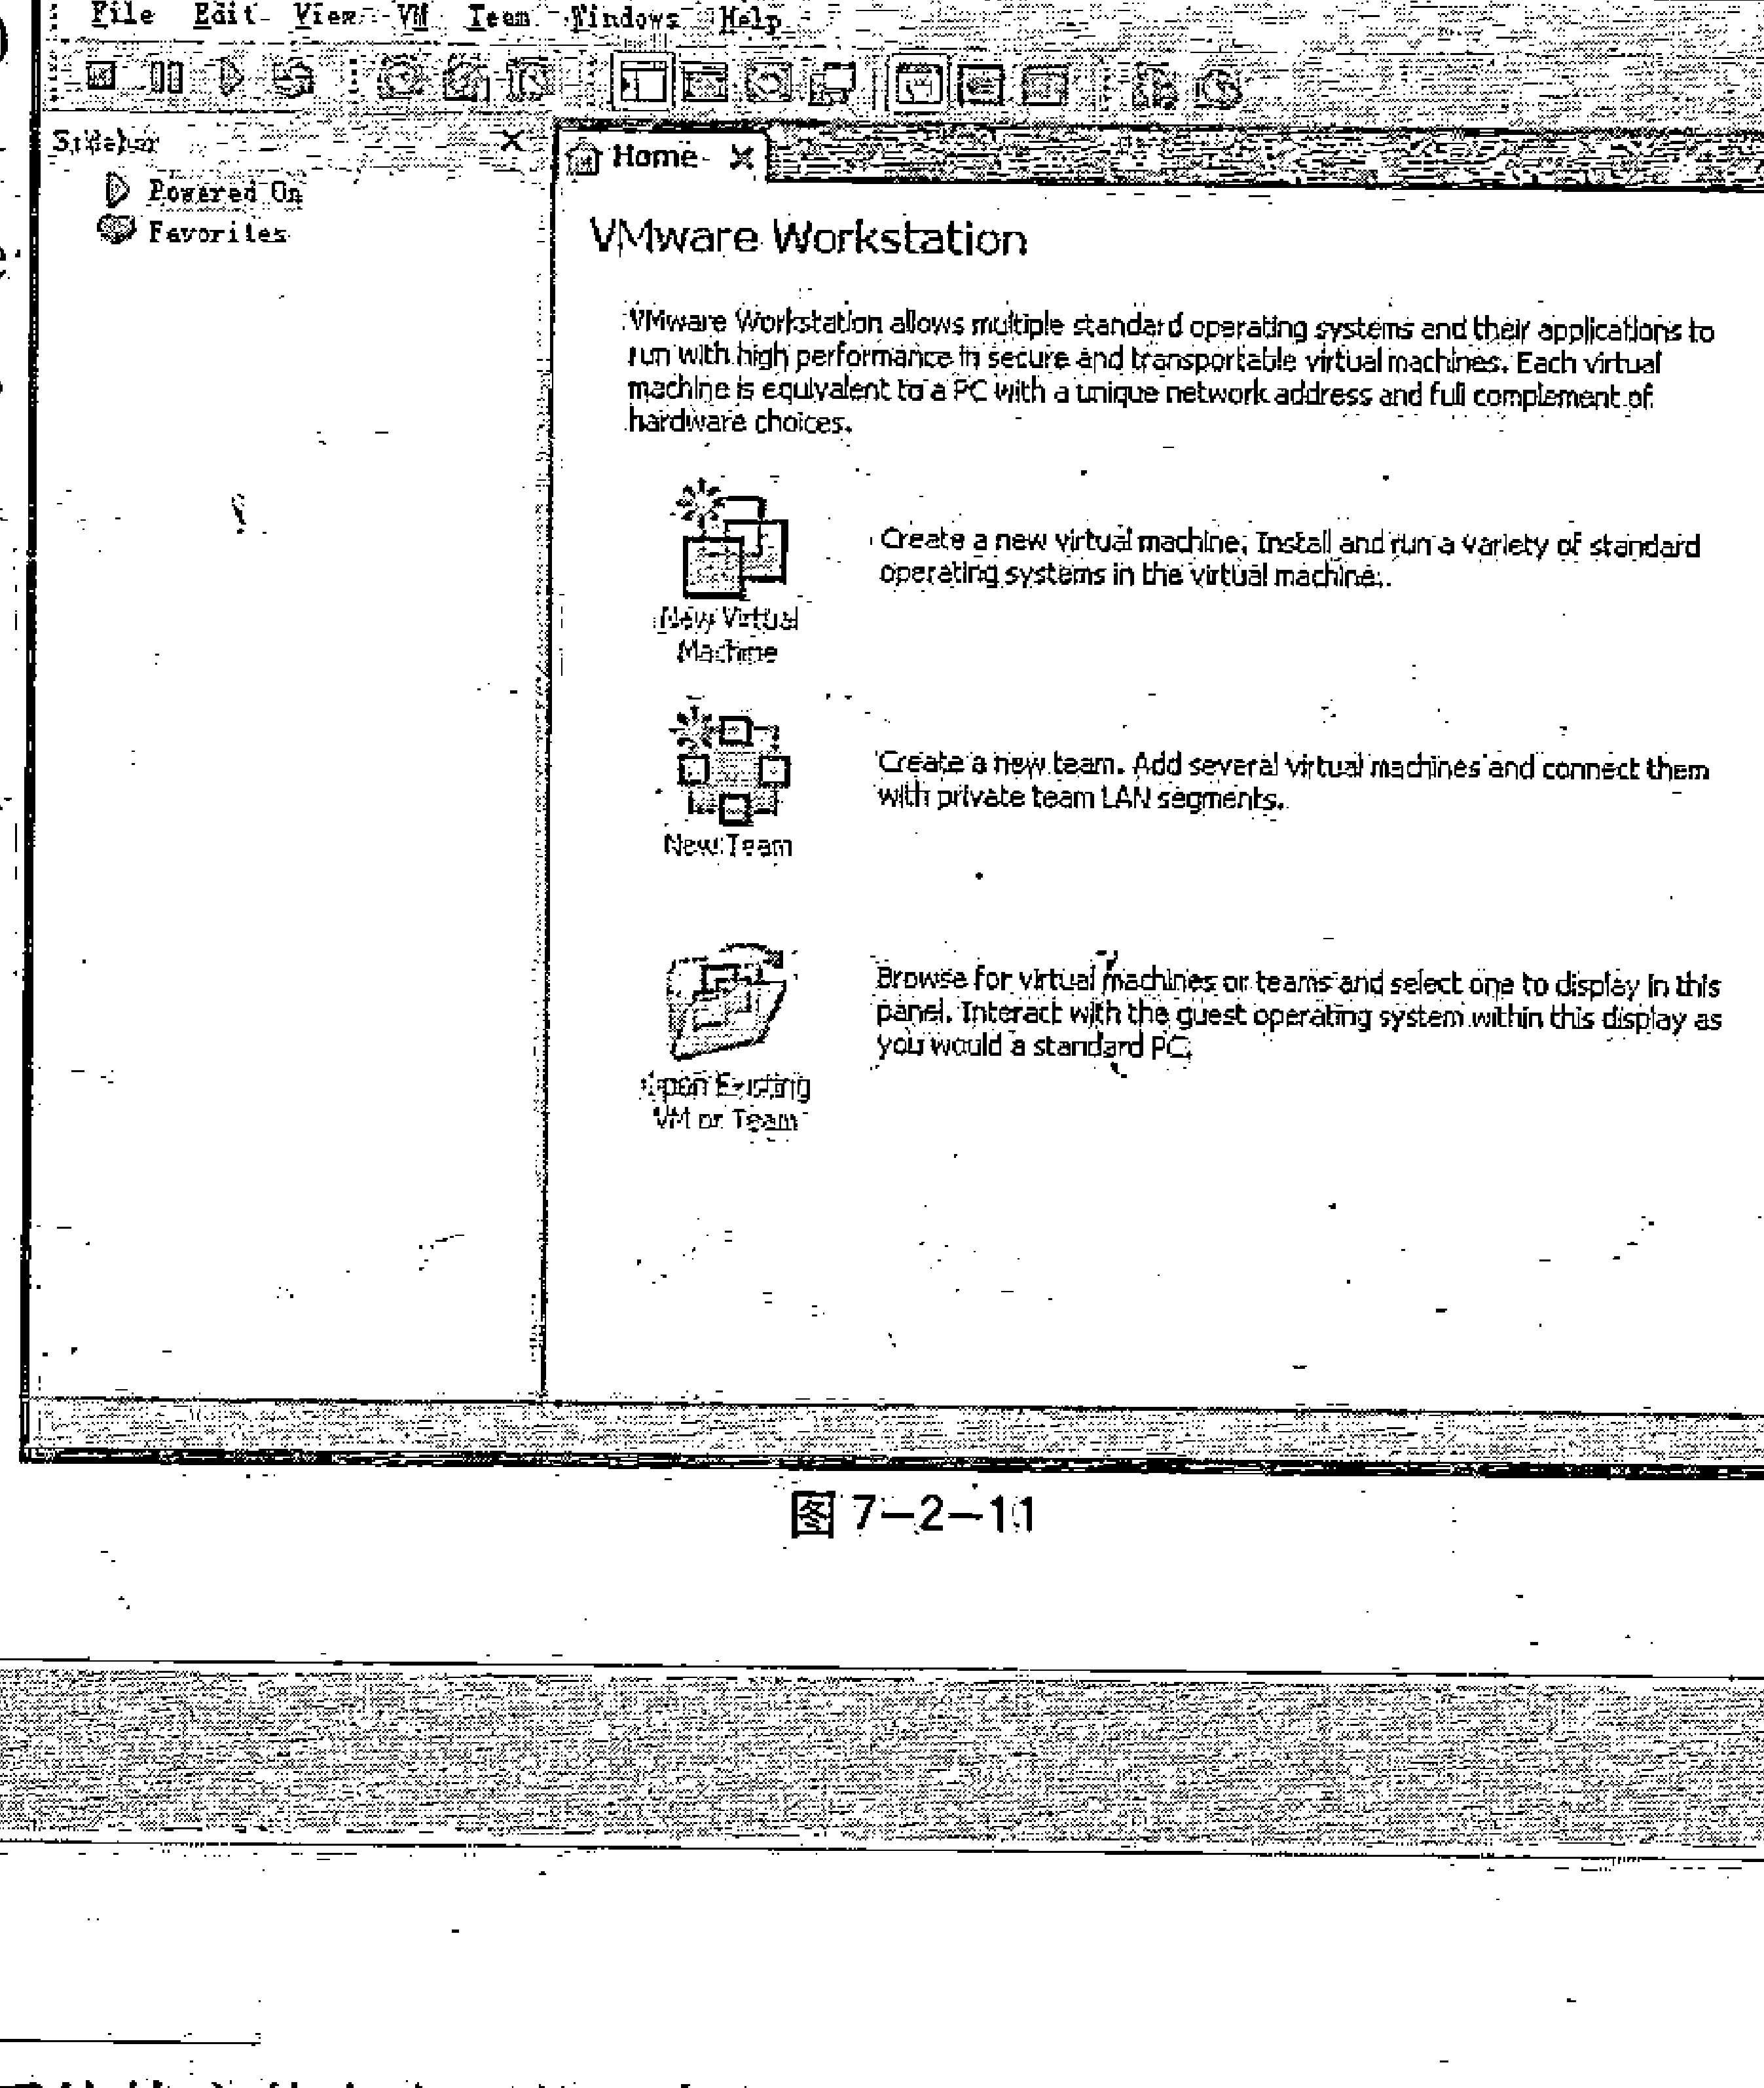 File Edit View VM Team Windows Help
Sidebar
Home
Powered On
Favorites
VMware Workstation
VMware Workstation allows multiple standard operating systems and their applications to
run with high performance in secure and transportable virtual machines. Each virtual
machine is equivalent to a PC with a unique network address and full complement of
hardware choices.
New Virtual
Machine
Create a new virtual machine. Install and run a variety of standard
operating systems in the virtual machine.
New Team
Create a new team. Add several virtual machines and connect them
with private team LAN segments.
Open Existing
VM or Team
Browse for virtual machines or teams and select one to display in this
panel. Interact with the guest operating system within this display as
you would a standard PC.
图 7-2-11